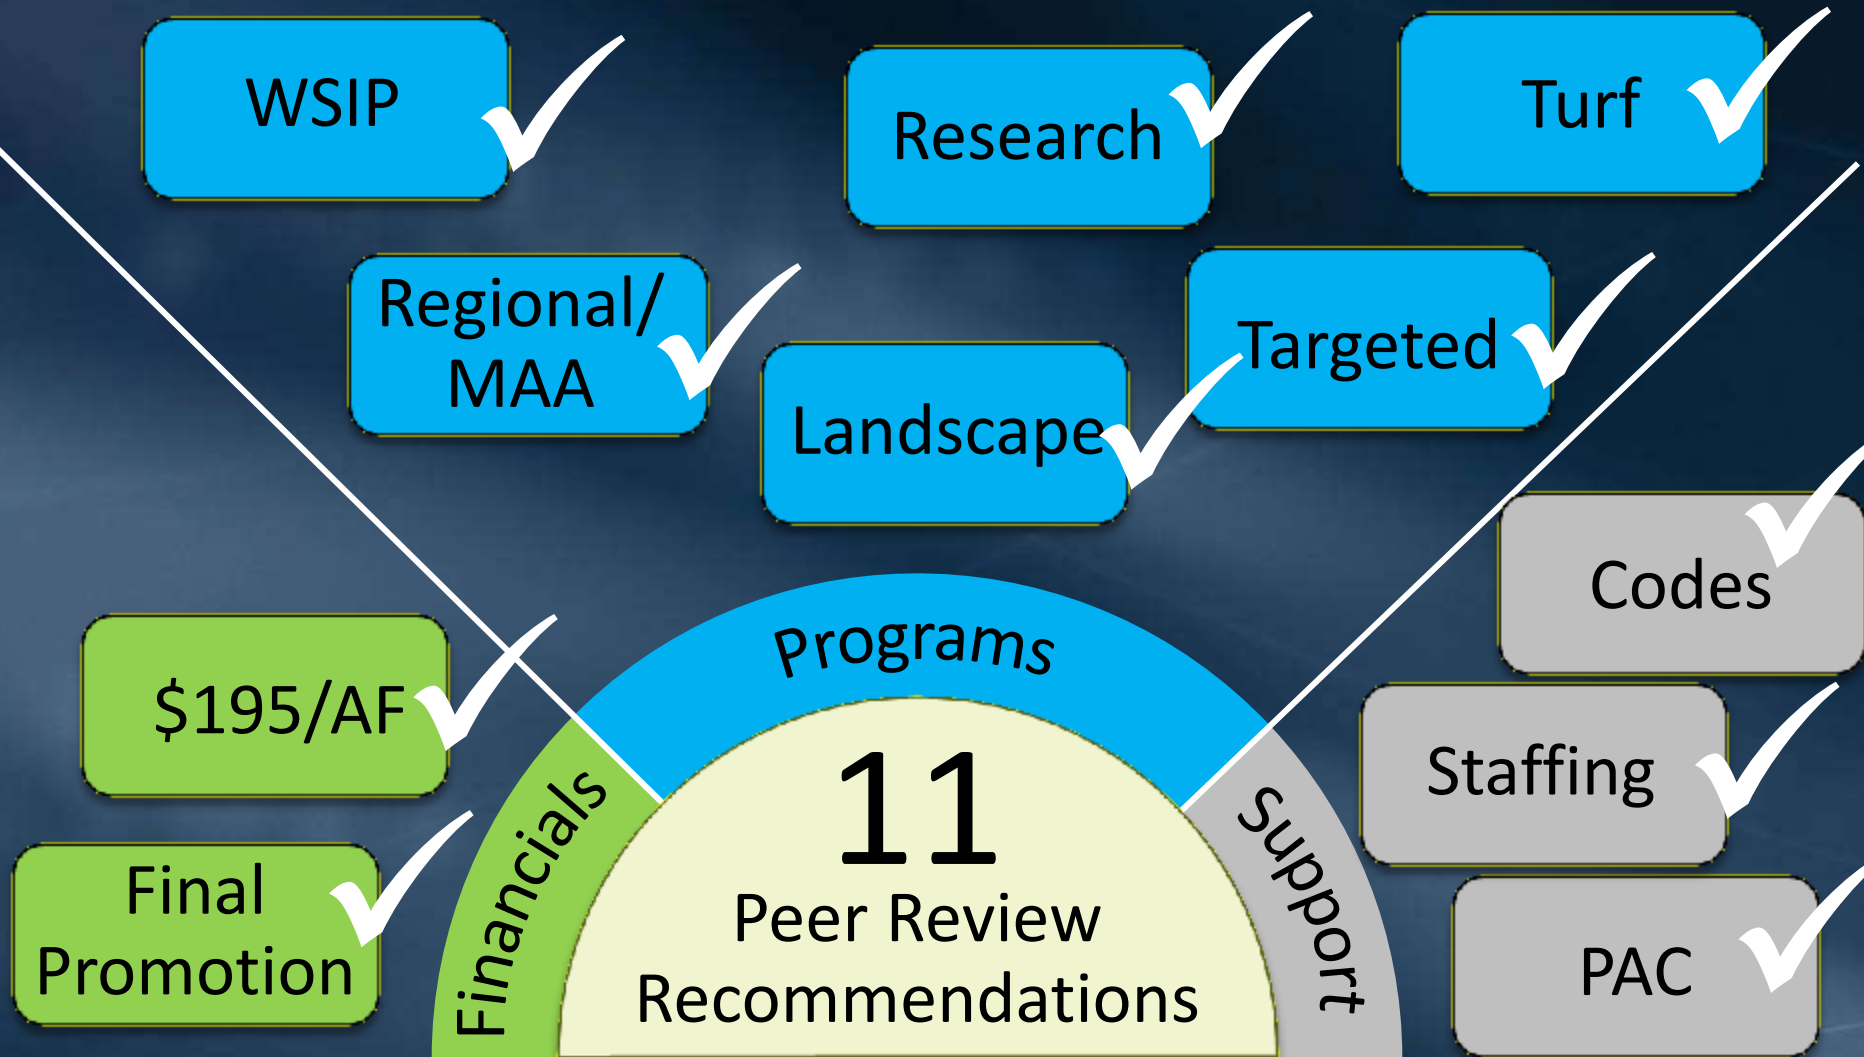 WSIP
Research
Turf
Regional/
MAA
Landscape
Targeted
Codes
Staffing
PAC
$195/AF
Final
Promotion
Financials
Programs
Support
11
Peer Review
Recommendations